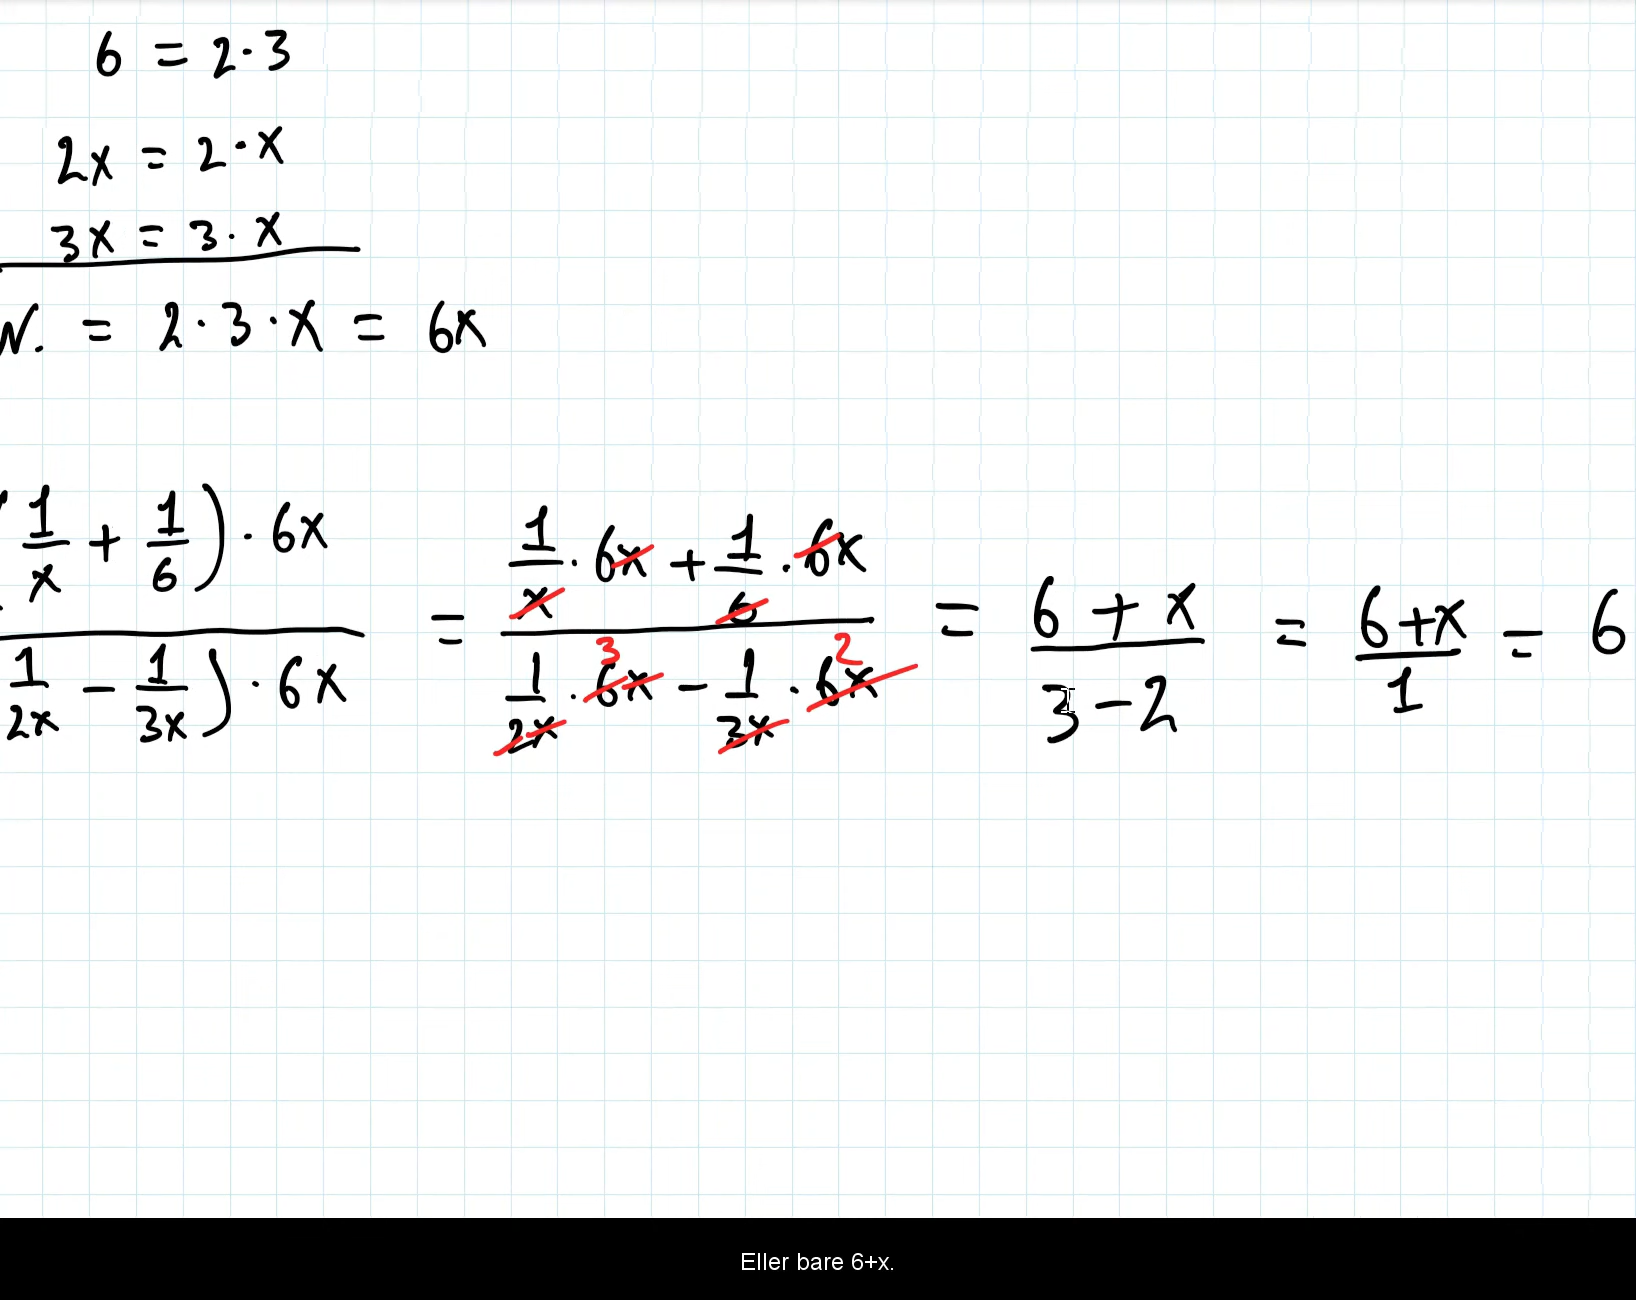 6 = 2·3
2x = 2·x
3x = 3·x
N. = 2·3·x = 6x
(1/x + 1/6)·6x / (1/2x - 1/3x)·6x = (1/x·6x + 1/6·6x) / (1/2x·6x 3 - 1/3x·6x 2) = (6 + x)/(3-2) = (6+x)/1 = 6
Eller bare 6+x.